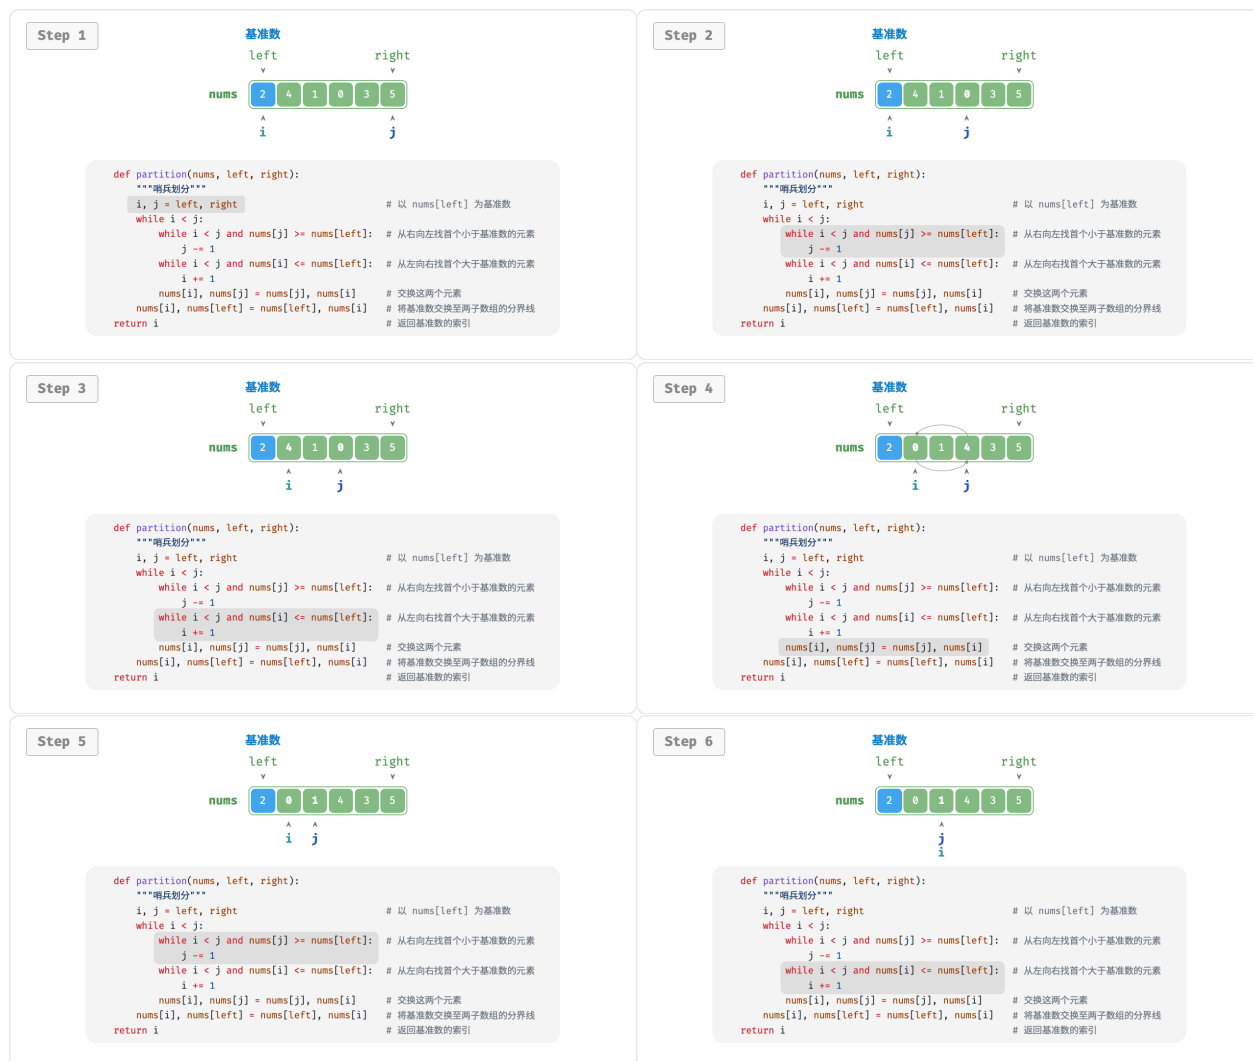 Step 1
基准数
left right
nums 2 4 1 0 3 5
i j
def partition(nums, left, right):
"""哨兵划分"""
i, j = left, right # 以 nums[left] 为基准数
while i < j:
while i < j and nums[j] >= nums[left]: # 从右向左找首个小于基准数的元素
j -= 1
while i < j and nums[i] <= nums[left]: # 从左向右找首个大于基准数的元素
i += 1
nums[i], nums[j] = nums[j], nums[i] # 交换这两个元素
nums[i], nums[left] = nums[left], nums[i] # 将基准数交换至两子数组的分界线
return i # 返回基准数的索引
Step 2
基准数
left right
nums 2 4 1 0 3 5
i j
def partition(nums, left, right):
"""哨兵划分"""
i, j = left, right # 以 nums[left] 为基准数
while i < j:
while i < j and nums[j] >= nums[left]: # 从右向左找首个小于基准数的元素
j -= 1
while i < j and nums[i] <= nums[left]: # 从左向右找首个大于基准数的元素
i += 1
nums[i], nums[j] = nums[j], nums[i] # 交换这两个元素
nums[i], nums[left] = nums[left], nums[i] # 将基准数交换至两子数组的分界线
return i # 返回基准数的索引
Step 3
基准数
left right
nums 2 4 1 0 3 5
i j
def partition(nums, left, right):
"""哨兵划分"""
i, j = left, right # 以 nums[left] 为基准数
while i < j:
while i < j and nums[j] >= nums[left]: # 从右向左找首个小于基准数的元素
j -= 1
while i < j and nums[i] <= nums[left]: # 从左向右找首个大于基准数的元素
i += 1
nums[i], nums[j] = nums[j], nums[i] # 交换这两个元素
nums[i], nums[left] = nums[left], nums[i] # 将基准数交换至两子数组的分界线
return i # 返回基准数的索引
Step 4
基准数
left right
nums 2 0 1 4 3 5
i j
def partition(nums, left, right):
"""哨兵划分"""
i, j = left, right # 以 nums[left] 为基准数
while i < j:
while i < j and nums[j] >= nums[left]: # 从右向左找首个小于基准数的元素
j -= 1
while i < j and nums[i] <= nums[left]: # 从左向右找首个大于基准数的元素
i += 1
nums[i], nums[j] = nums[j], nums[i] # 交换这两个元素
nums[i], nums[left] = nums[left], nums[i] # 将基准数交换至两子数组的分界线
return i # 返回基准数的索引
Step 5
基准数
left right
nums 2 0 1 4 3 5
i j
def partition(nums, left, right):
"""哨兵划分"""
i, j = left, right # 以 nums[left] 为基准数
while i < j:
while i < j and nums[j] >= nums[left]: # 从右向左找首个小于基准数的元素
j -= 1
while i < j and nums[i] <= nums[left]: # 从左向右找首个大于基准数的元素
i += 1
nums[i], nums[j] = nums[j], nums[i] # 交换这两个元素
nums[i], nums[left] = nums[left], nums[i] # 将基准数交换至两子数组的分界线
return i # 返回基准数的索引
Step 6
基准数
left right
nums 2 0 1 4 3 5
j
i
def partition(nums, left, right):
"""哨兵划分"""
i, j = left, right # 以 nums[left] 为基准数
while i < j:
while i < j and nums[j] >= nums[left]: # 从右向左找首个小于基准数的元素
j -= 1
while i < j and nums[i] <= nums[left]: # 从左向右找首个大于基准数的元素
i += 1
nums[i], nums[j] = nums[j], nums[i] # 交换这两个元素
nums[i], nums[left] = nums[left], nums[i] # 将基准数交换至两子数组的分界线
return i # 返回基准数的索引